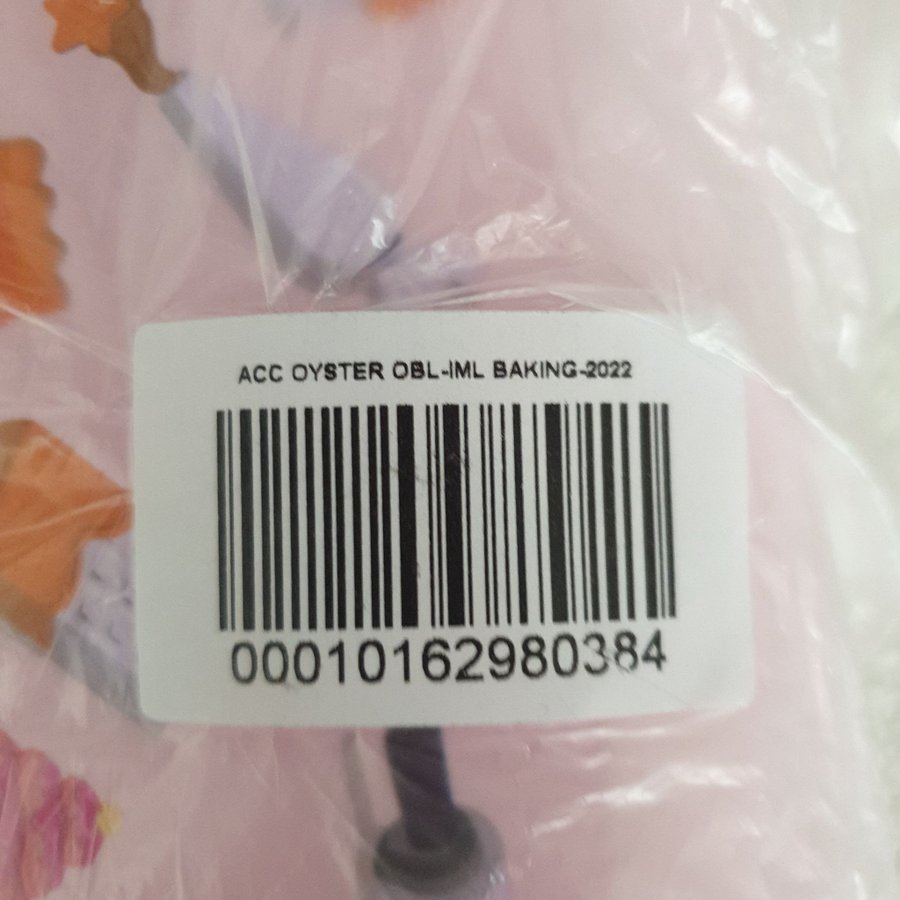 ACC OYSTER OBL-IML BAKING-2022
00010162980384